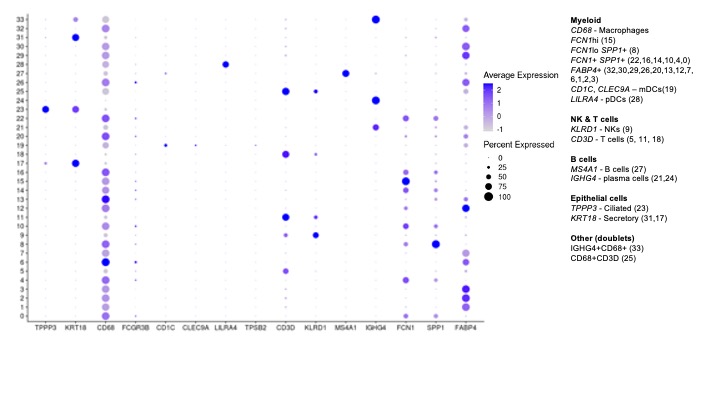 33
32
31
30
29
28
27
26
25
24
23
22
21
20
19
18
17
16
15
14
13
12
11
10
9
8
7
6
5
4
3
2
1
0
TPPP3 KRT18 CD68 FCGR3B CD1C CLEC9A LILRA4 TPSB2 CD3D KLRD1 MS4A1 IGHG4 FCN1 SPP1 FABP4
Average Expression
2
1
0
-1
Percent Expressed
0
25
50
75
100
Myeloid
CD68 - Macrophages
FCN1hi (15)
FCN1lo SPP1+ (8)
FCN1+ SPP1+ (22,16,14,10,4,0)
FABP4+ (32,30,29,26,20,13,12,7,
6,1,2,3)
CD1C, CLEC9A – mDCs(19)
LILRA4 - pDCs (28)
NK & T cells
KLRD1 - NKs (9)
CD3D - T cells (5, 11, 18)
B cells
MS4A1 - B cells (27)
IGHG4 - plasma cells (21,24)
Epithelial cells
TPPP3 - Ciliated (23)
KRT18 - Secretory (31,17)
Other (doublets)
IGHG4+CD68+ (33)
CD68+CD3D (25)